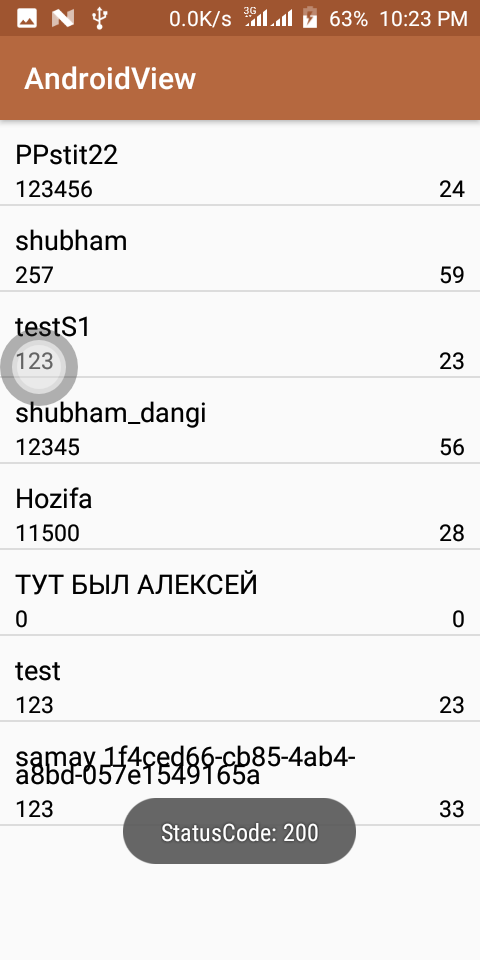 0.0K/s 3G 63% 10:23 PM
AndroidView
PPstit22
123456 24
shubham
257 59
testS1
123 23
shubham_dangi
12345 56
Hozifa
11500 28
ТУТ БЫЛ АЛЕКСЕЙ
0 0
test
123 23
samay 1f4ced66-cb85-4ab4-
a8bd-057e1549165a
123 33
StatusCode: 200